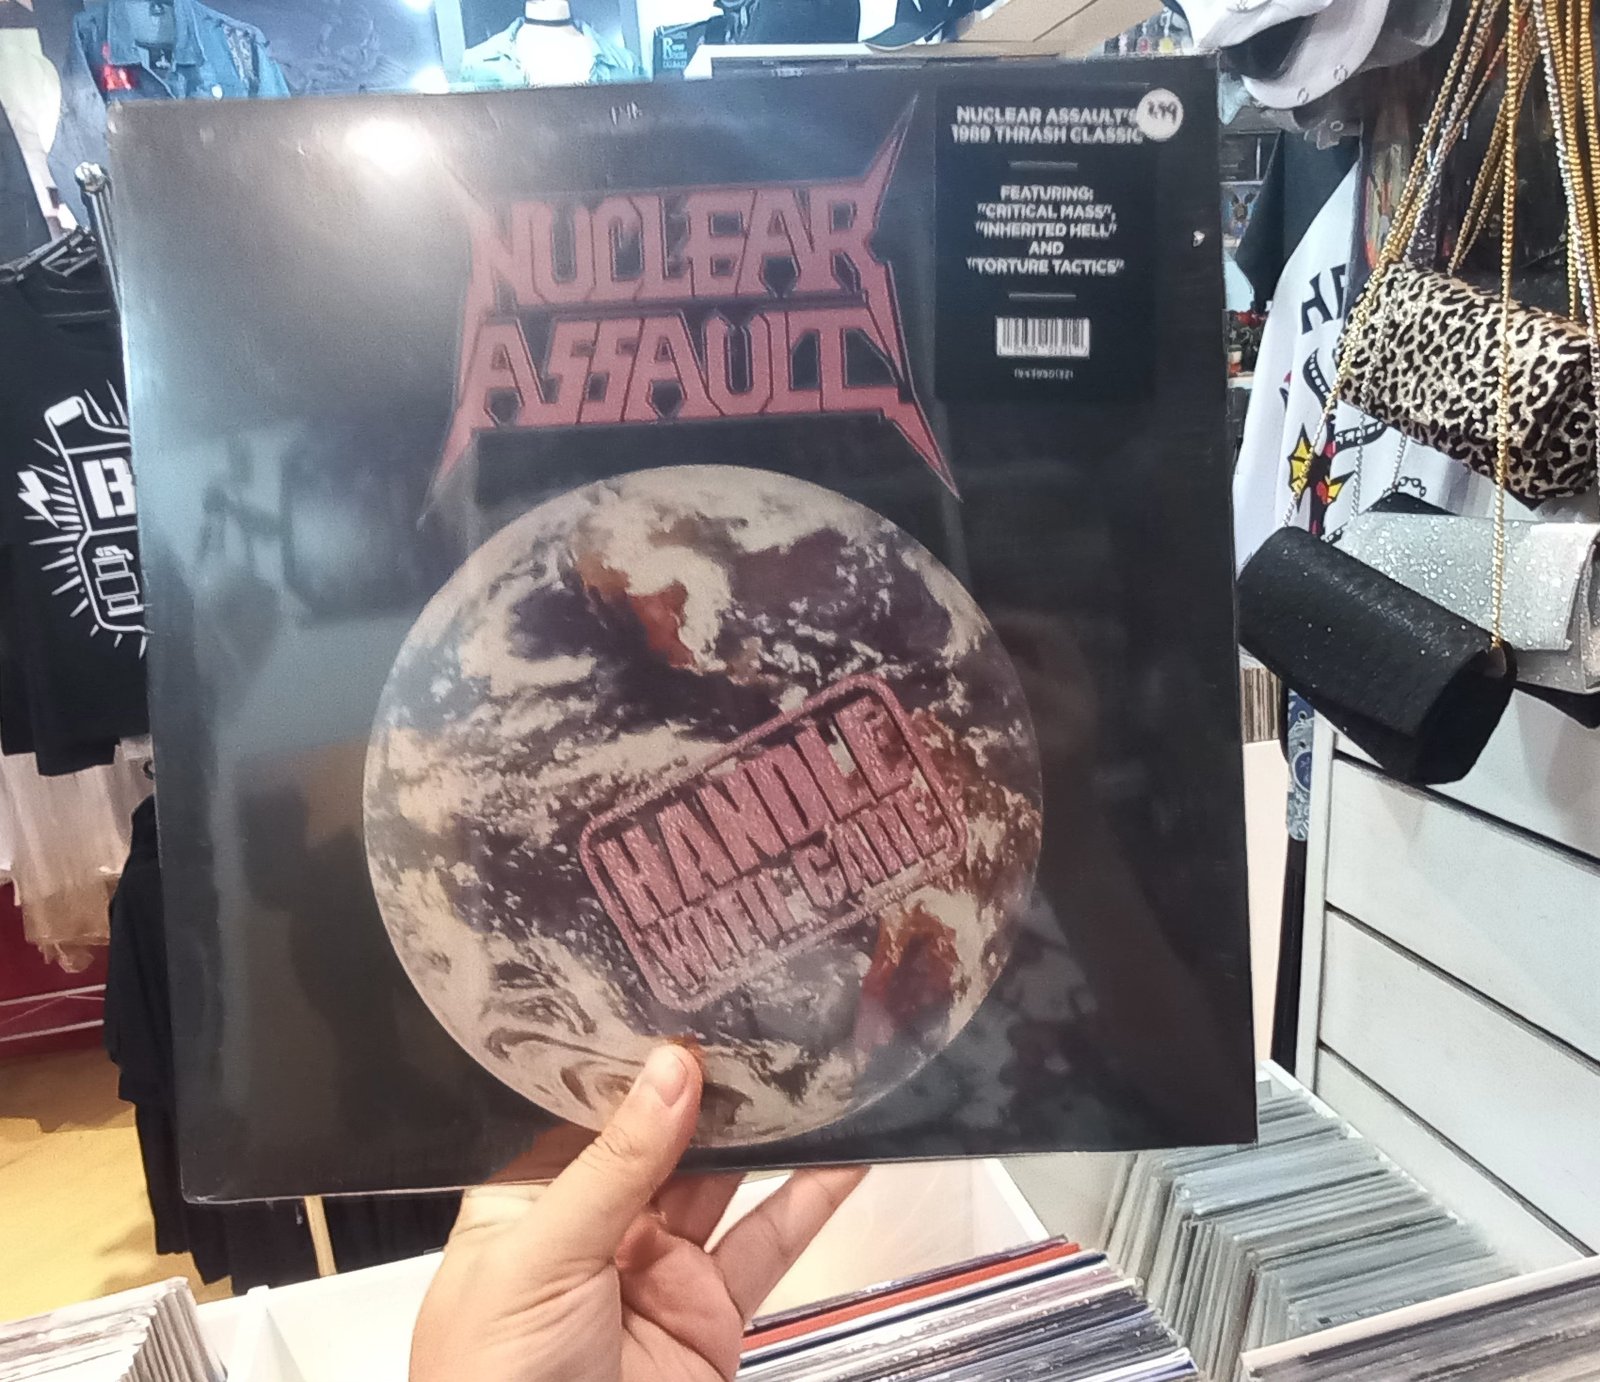 NUCLEAR ASSAULT'S
1989 THRASH CLASSIC
FEATURING:
"CRITICAL MASS",
"INHERITED HELL"
AND
"TORTURE TACTICS"
NUCLEAR
ASSAULT
HANDLE
WITH CARE